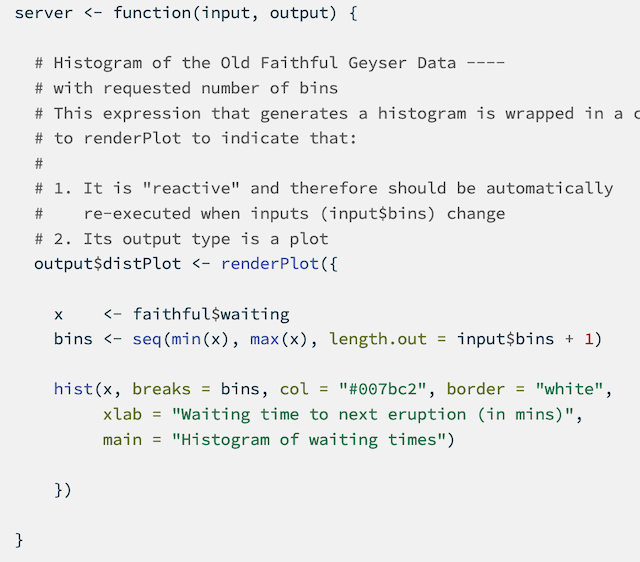 server <- function(input, output) {
# Histogram of the Old Faithful Geyser Data ----
# with requested number of bins
# This expression that generates a histogram is wrapped in a
# to renderPlot to indicate that:
#
# 1. It is "reactive" and therefore should be automatically
#    re-executed when inputs (input$bins) change
# 2. Its output type is a plot
output$distPlot <- renderPlot({
x    <- faithful$waiting
bins <- seq(min(x), max(x), length.out = input$bins + 1)
hist(x, breaks = bins, col = "#007bc2", border = "white",
xlab = "Waiting time to next eruption (in mins)",
main = "Histogram of waiting times")
})
}